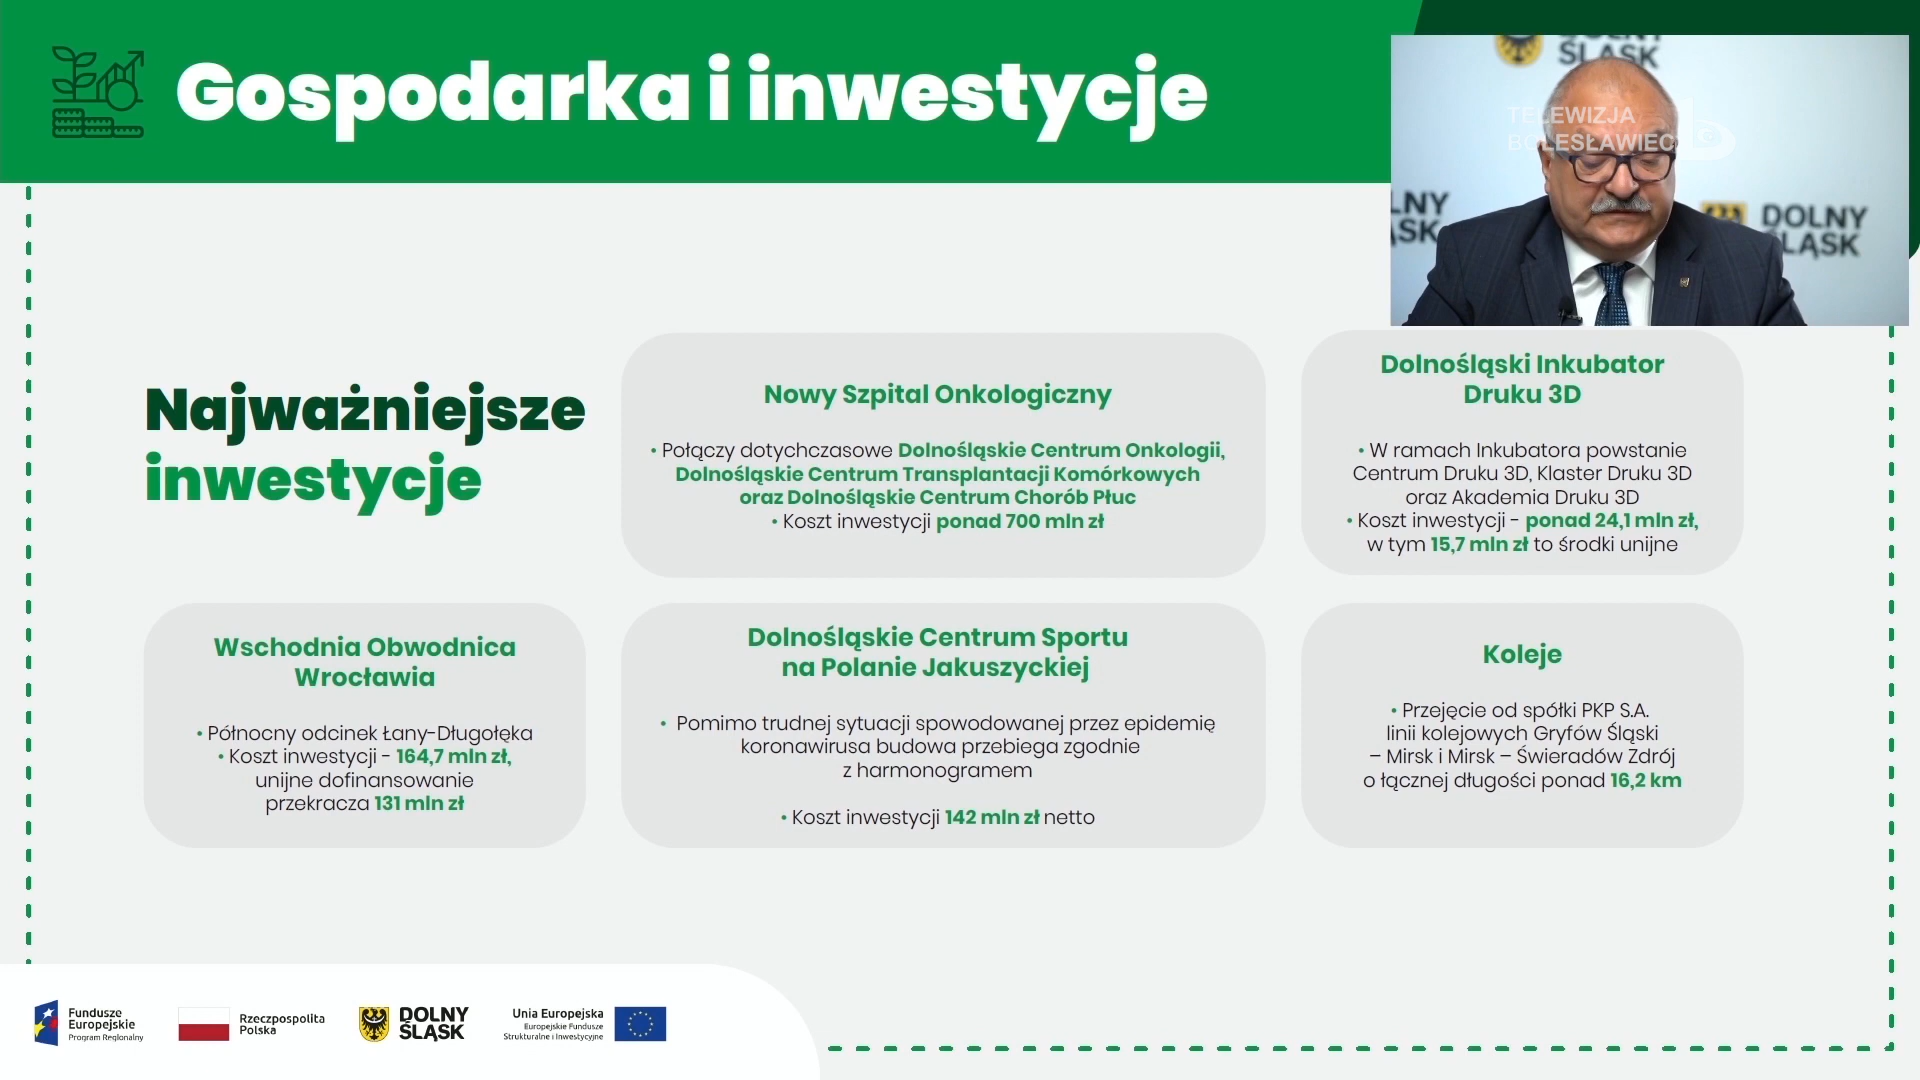 Gospodarka i inwestycje
DOLNY
ŚLĄSK
TELEWIZJA
BOLESŁAWIEC
LNY
ĄSK
DOLNY
ŚLĄSK
Najważniejsze
inwestycje
Nowy Szpital Onkologiczny
• Połączy dotychczasowe Dolnośląskie Centrum Onkologii,
Dolnośląskie Centrum Transplantacji Komórkowych
oraz Dolnośląskie Centrum Chorób Płuc
• Koszt inwestycji ponad 700 mln zł
Dolnośląski Inkubator
Druku 3D
• W ramach Inkubatora powstanie
Centrum Druku 3D, Klaster Druku 3D
oraz Akademia Druku 3D
• Koszt inwestycji - ponad 24,1 mln zł,
w tym 15,7 mln zł to środki unijne
Wschodnia Obwodnica
Wrocławia
• Północny odcinek Łany-Długołęka
• Koszt inwestycji - 164,7 mln zł,
unijne dofinansowanie
przekracza 131 mln zł
Dolnośląskie Centrum Sportu
na Polanie Jakuszyckiej
• Pomimo trudnej sytuacji spowodowanej przez epidemię
koronawirusa budowa przebiega zgodnie
z harmonogramem
• Koszt inwestycji 142 mln zł netto
Koleje
• Przejęcie od spółki PKP S.A.
linii kolejowych Gryfów Śląski
– Mirsk i Mirsk – Świeradów Zdrój
o łącznej długości ponad 16,2 km
Fundusze
Europejskie
Program Regionalny
Rzeczpospolita
Polska
DOLNY
ŚLĄSK
Unia Europejska
Europejskie Fundusze
Strukturalne i Inwestycyjne